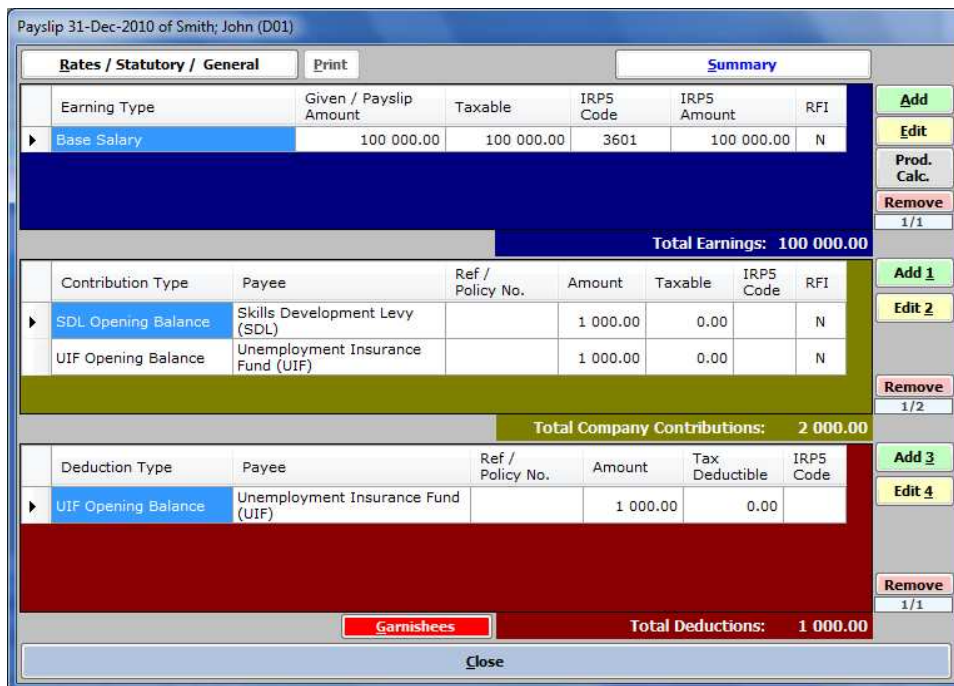 Payslip 31-Dec-2010 of Smith; John (D01)
Rates / Statutory / General Print Summary
Earning Type Given / Payslip Amount Taxable IRP5 Code IRP5 Amount RFI
Base Salary 100 000.00 100 000.00 3601 100 000.00 N
Add
Edit
Prod. Calc.
Remove
1/1
Total Earnings: 100 000.00
Contribution Type Payee Ref / Policy No. Amount Taxable IRP5 Code RFI
SDL Opening Balance Skills Development Levy (SDL) 1 000.00 0.00 N
UIF Opening Balance Unemployment Insurance Fund (UIF) 1 000.00 0.00 N
Add 1
Edit 2
Remove
1/2
Total Company Contributions: 2 000.00
Deduction Type Payee Ref / Policy No. Amount Tax Deductible IRP5 Code
UIF Opening Balance Unemployment Insurance Fund (UIF) 1 000.00 0.00
Add 3
Edit 4
Remove
1/1
Garnishees Total Deductions: 1 000.00
Close